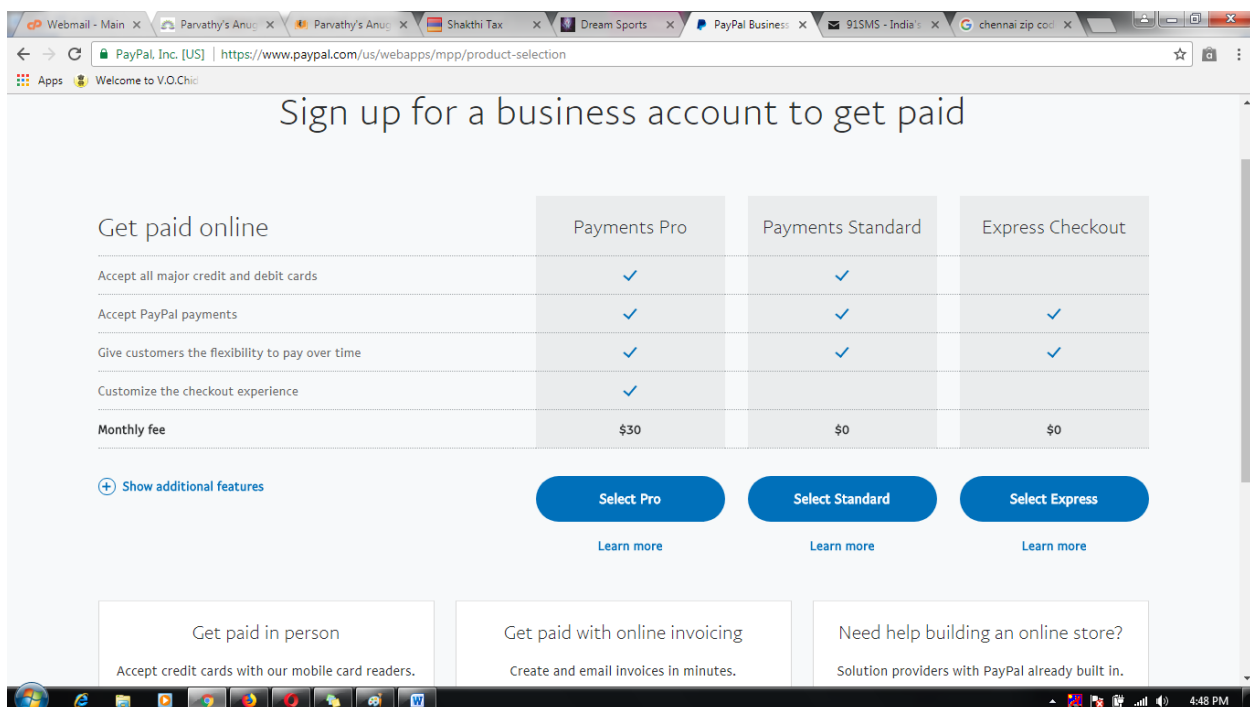 Webmail - Main
Parvathy's Anug
Parvathy's Anug
Shakthi Tax
Dream Sports
PayPal Business
91SMS - India's
chennai zip cod
PayPal, Inc. [US] | https://www.paypal.com/us/webapps/mpp/product-selection
Apps
Welcome to V.O.Chid
Sign up for a business account to get paid
Get paid online Payments Pro Payments Standard Express Checkout
Accept all major credit and debit cards
Accept PayPal payments
Give customers the flexibility to pay over time
Customize the checkout experience
Monthly fee $30 $0 $0
Show additional features
Select Pro Select Standard Select Express
Learn more Learn more Learn more
Get paid in person Get paid with online invoicing Need help building an online store?
Accept credit cards with our mobile card readers. Create and email invoices in minutes. Solution providers with PayPal already built in.
4:48 PM